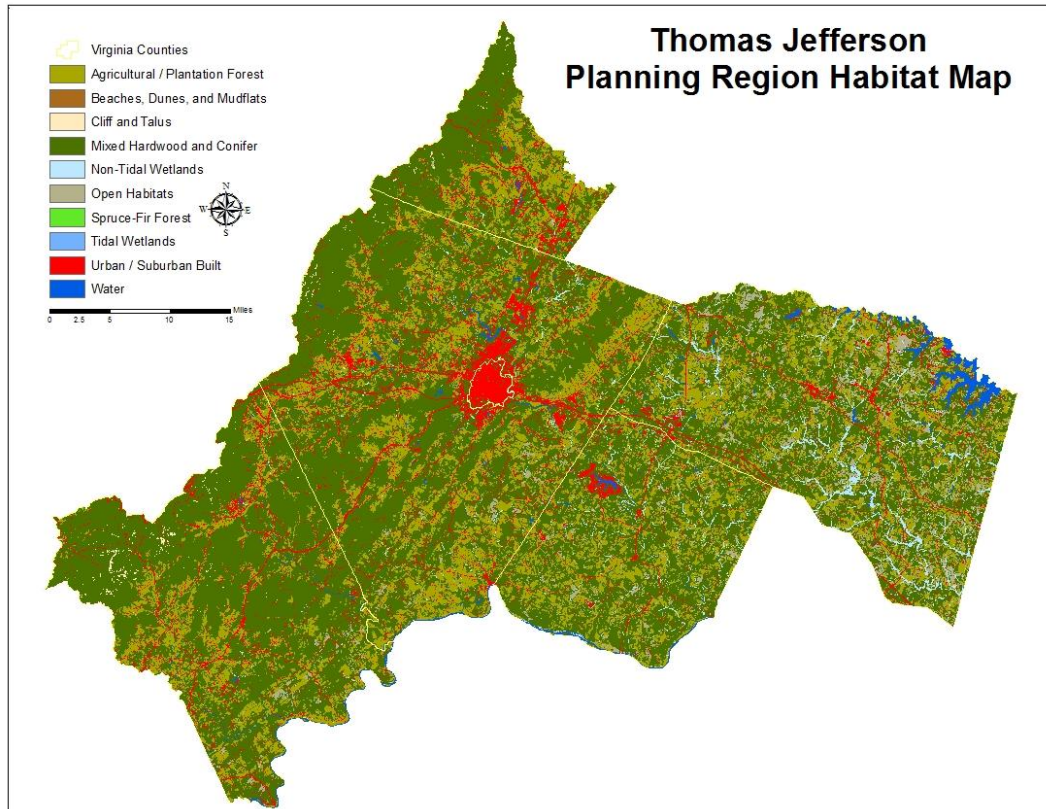 Thomas Jefferson
Planning Region Habitat Map
Virginia Counties
Agricultural / Plantation Forest
Beaches, Dunes, and Mudflats
Cliff and Talus
Mixed Hardwood and Conifer
Non-Tidal Wetlands
Open Habitats
Spruce-Fir Forest
Tidal Wetlands
Urban / Suburban Built
Water
N
W E
S
Miles
0 2.5 5 10 15